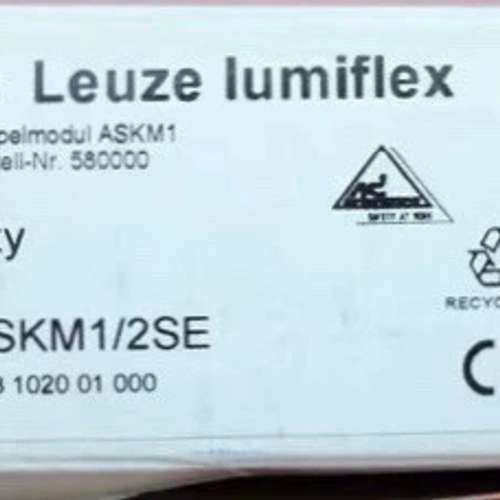 Leuze lumiflex
pelmodul ASKM1
ell-Nr. 580000
SAFETY AT WORK
ty
SKM1/2SE
3 1020 01 000
RECYC